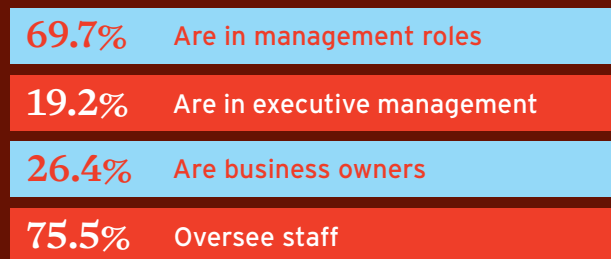 69.7% Are in management roles
19.2% Are in executive management
26.4% Are business owners
75.5% Oversee staff